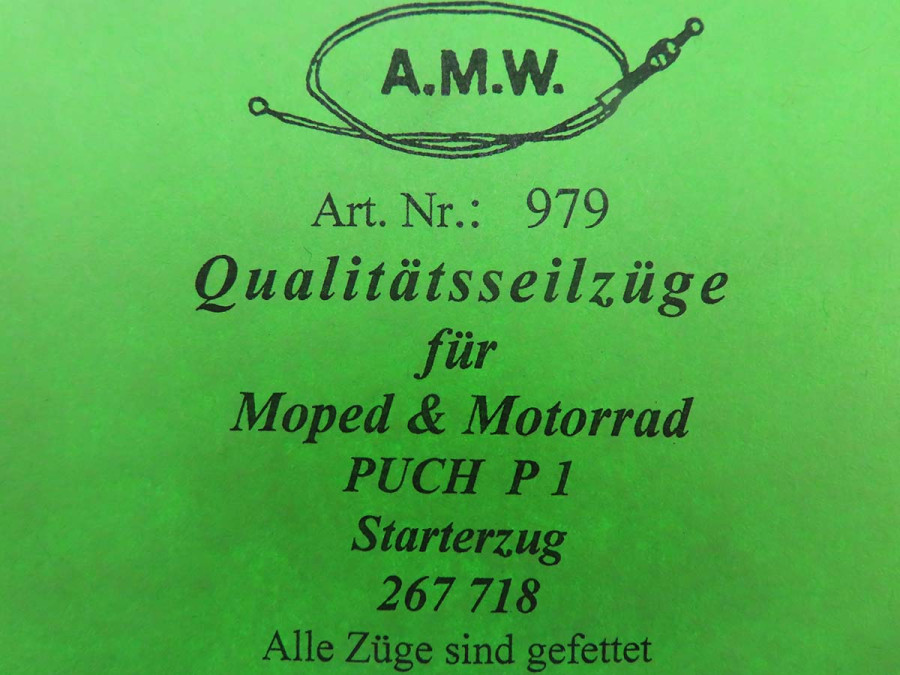 A.M.W.
Art. Nr.: 979
Qualitätsseilzüge
für
Moped & Motorrad
PUCH P 1
Starterzug
267 718
Alle Züge sind gefettet